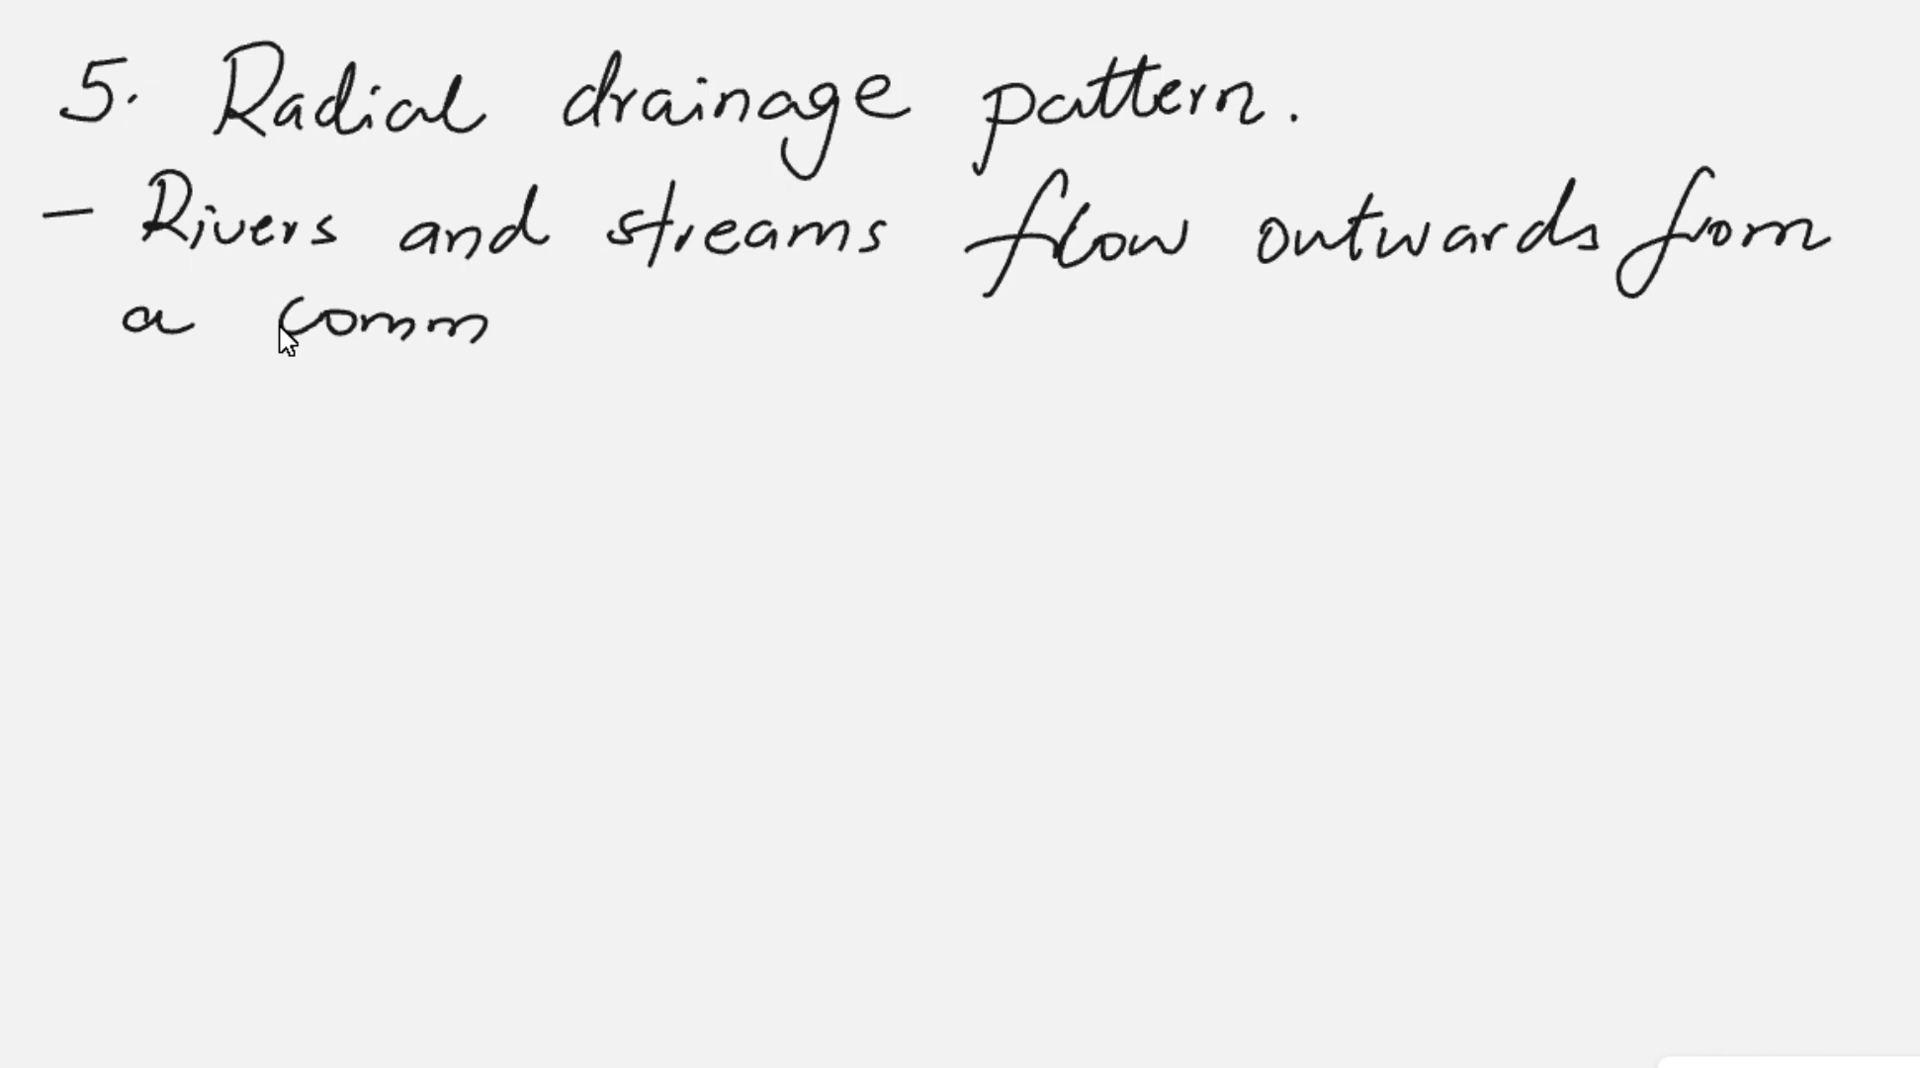 5. Radial drainage pattern.
- Rivers and streams flow outwards from
a comm